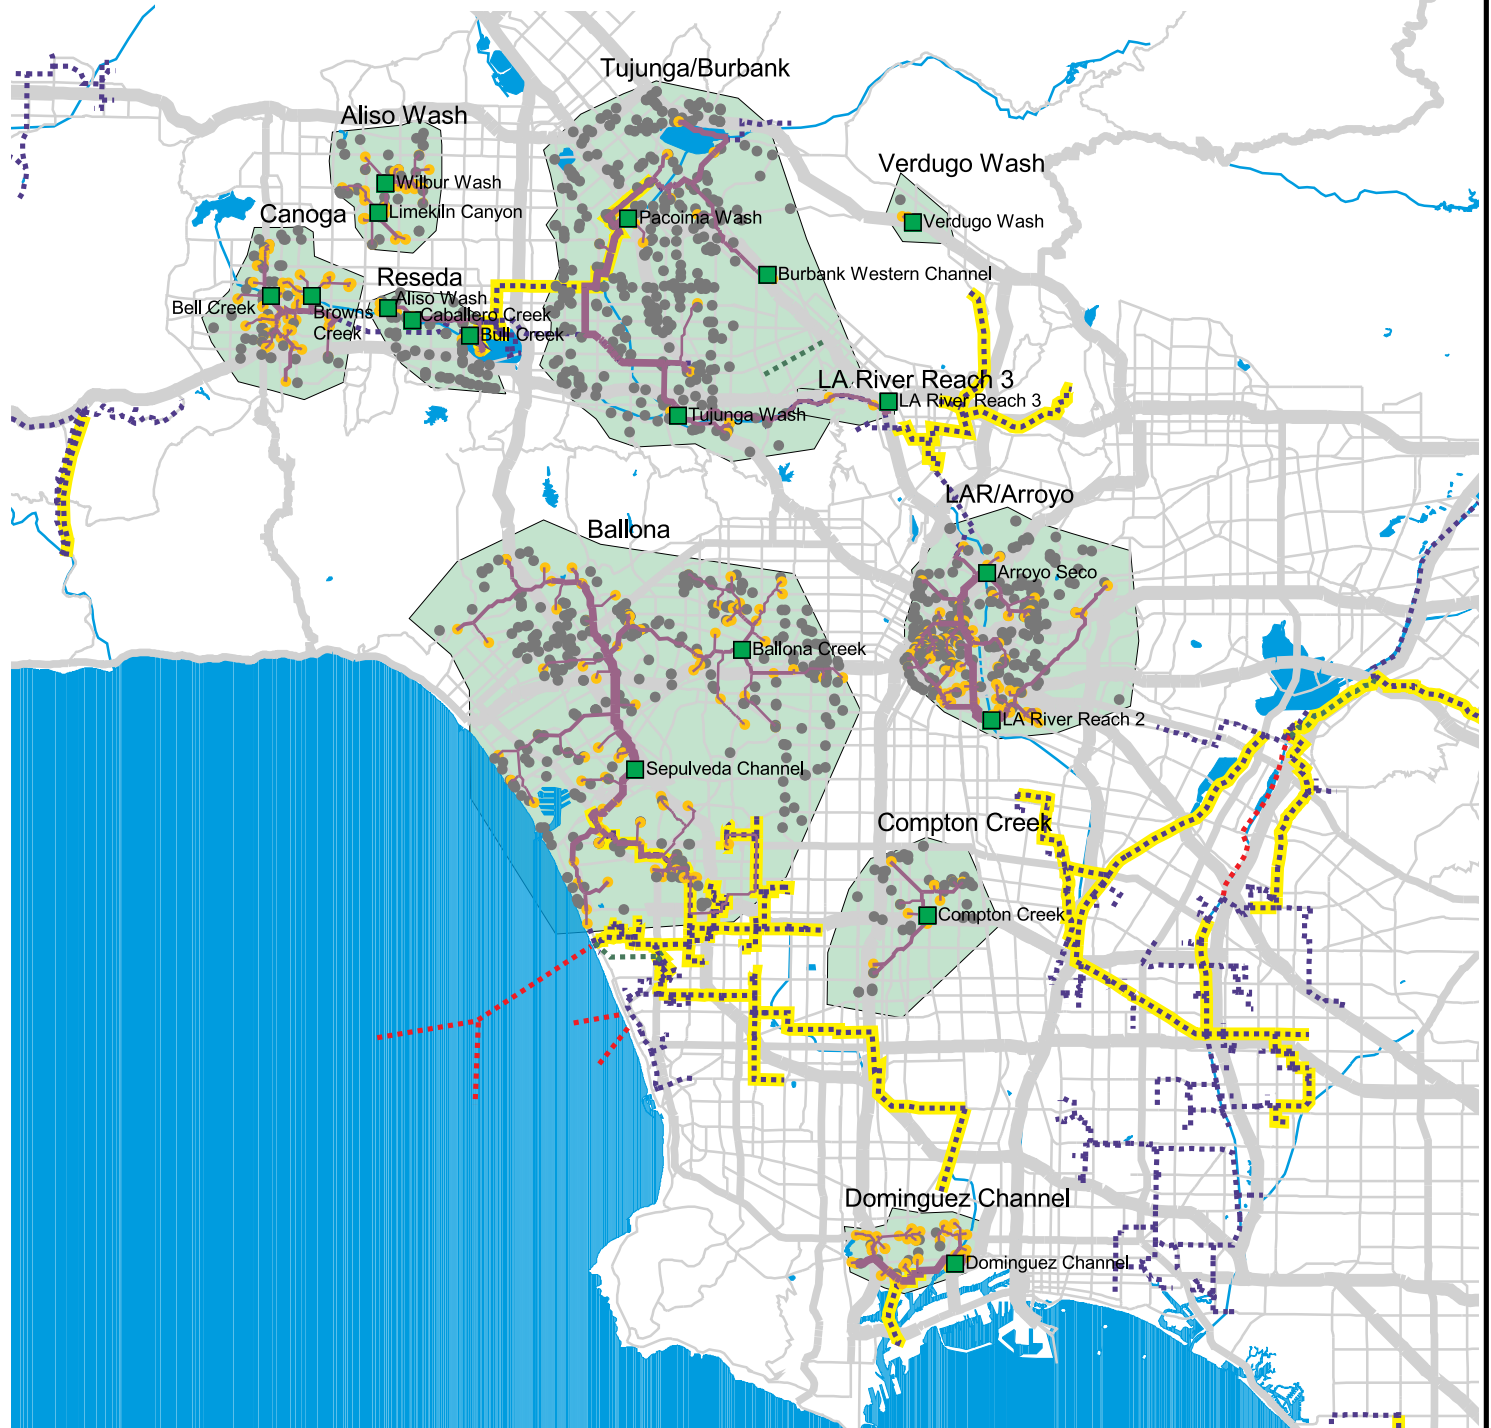 Tujunga/Burbank
Aliso Wash
Verdugo Wash
Wilbur Wash
Canoga
Limekiln Canyon
Pacoima Wash
Verdugo Wash
Reseda
Burbank Western Channel
Bell Creek
Aliso Wash
Browns
Creek
Caballero Creek
Bull Creek
LA River Reach 3
LA River Reach 3
Tujunga Wash
LAR/Arroyo
Ballona
Arroyo Seco
Ballona Creek
LA River Reach 2
Sepulveda Channel
Compton Creek
Compton Creek
Dominguez Channel
Dominguez Channel